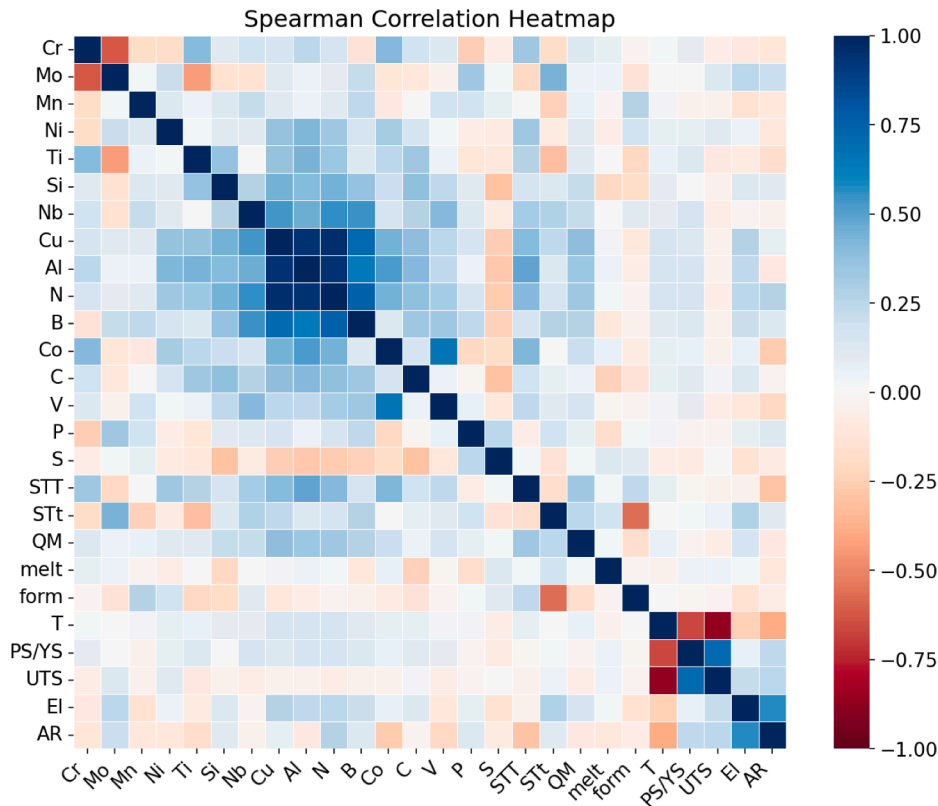 Spearman Correlation Heatmap
Cr
Mo
Mn
Ni
Ti
Si
Nb
Cu
Al
N
B
Co
C
V
P
S
STT
STt
QM
melt
form
T
PS/YS
UTS
El
AR
Cr Mo Mn Ni Ti Si Nb Cu Al N B Co C V P S STT STt QM melt form T PS/YS UTS El AR
1.00
0.75
0.50
0.25
0.00
−0.25
−0.50
−0.75
−1.00